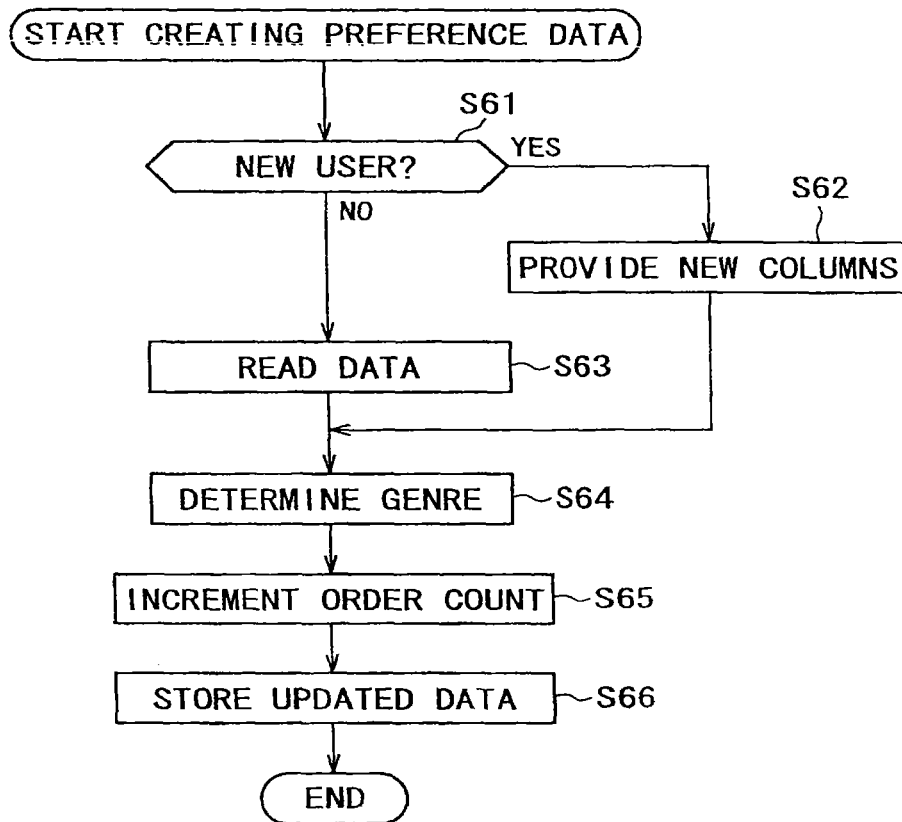 START CREATING PREFERENCE DATA
S61
NEW USER?
YES
NO
S62
PROVIDE NEW COLUMNS
READ DATA
S63
DETERMINE GENRE
S64
INCREMENT ORDER COUNT
S65
STORE UPDATED DATA
S66
END